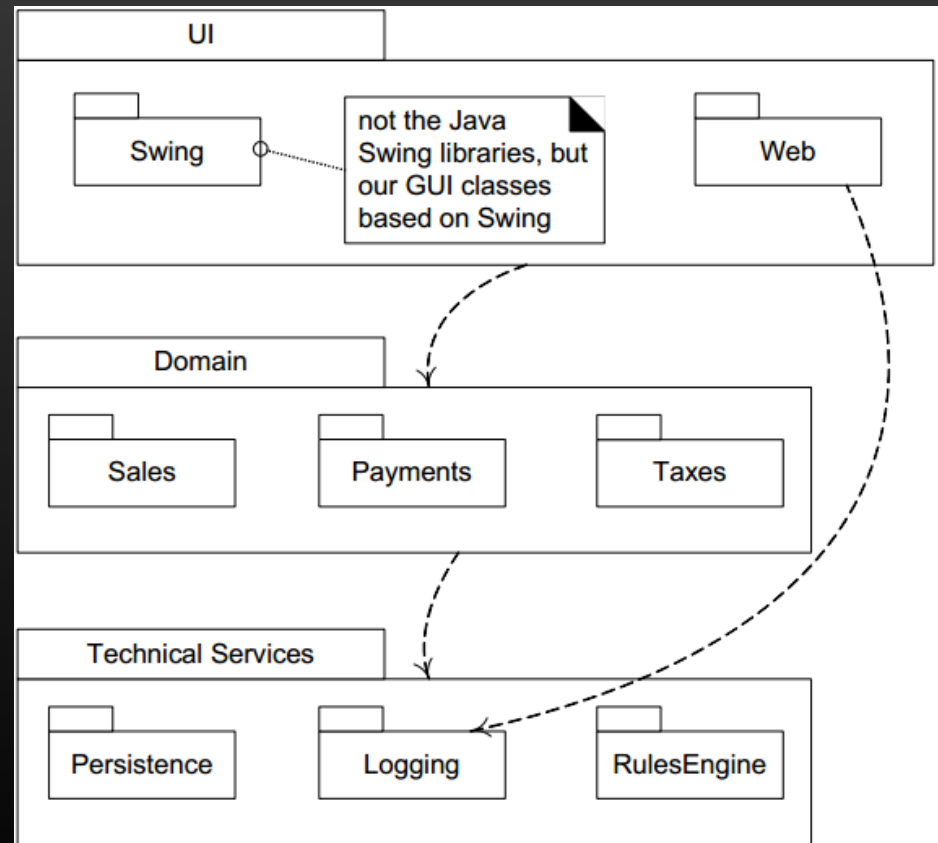 UI
Swing
not the Java
Swing libraries, but
our GUI classes
based on Swing
Web
Domain
Sales
Payments
Taxes
Technical Services
Persistence
Logging
RulesEngine